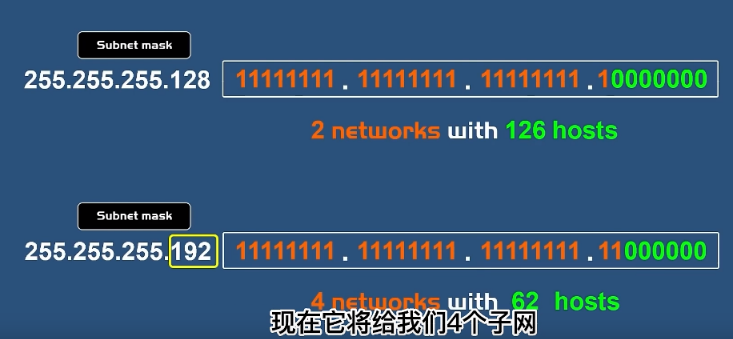 Subnet mask
255.255.255.128 11111111 . 11111111 . 11111111 . 10000000
2 networks with 126 hosts
Subnet mask
255.255.255.192 11111111 . 11111111 . 11111111 . 11000000
4 networks with 62 hosts
现在它将给我们4个子网